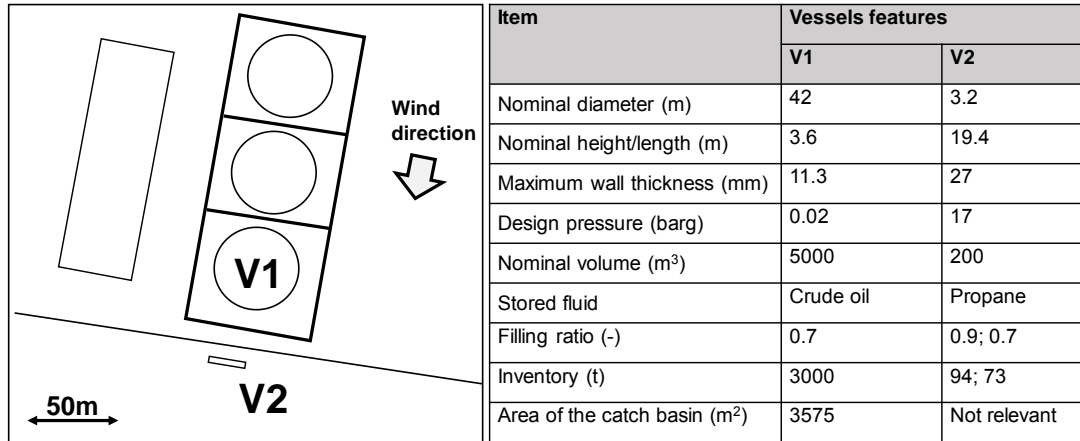 Wind
direction
V1
V2
50m
Item Vessels features
V1 V2
Nominal diameter (m) 42 3.2
Nominal height/length (m) 3.6 19.4
Maximum wall thickness (mm) 11.3 27
Design pressure (barg) 0.02 17
Nominal volume (m³) 5000 200
Stored fluid Crude oil Propane
Filling ratio (-) 0.7 0.9; 0.7
Inventory (t) 3000 94; 73
Area of the catch basin (m²) 3575 Not relevant